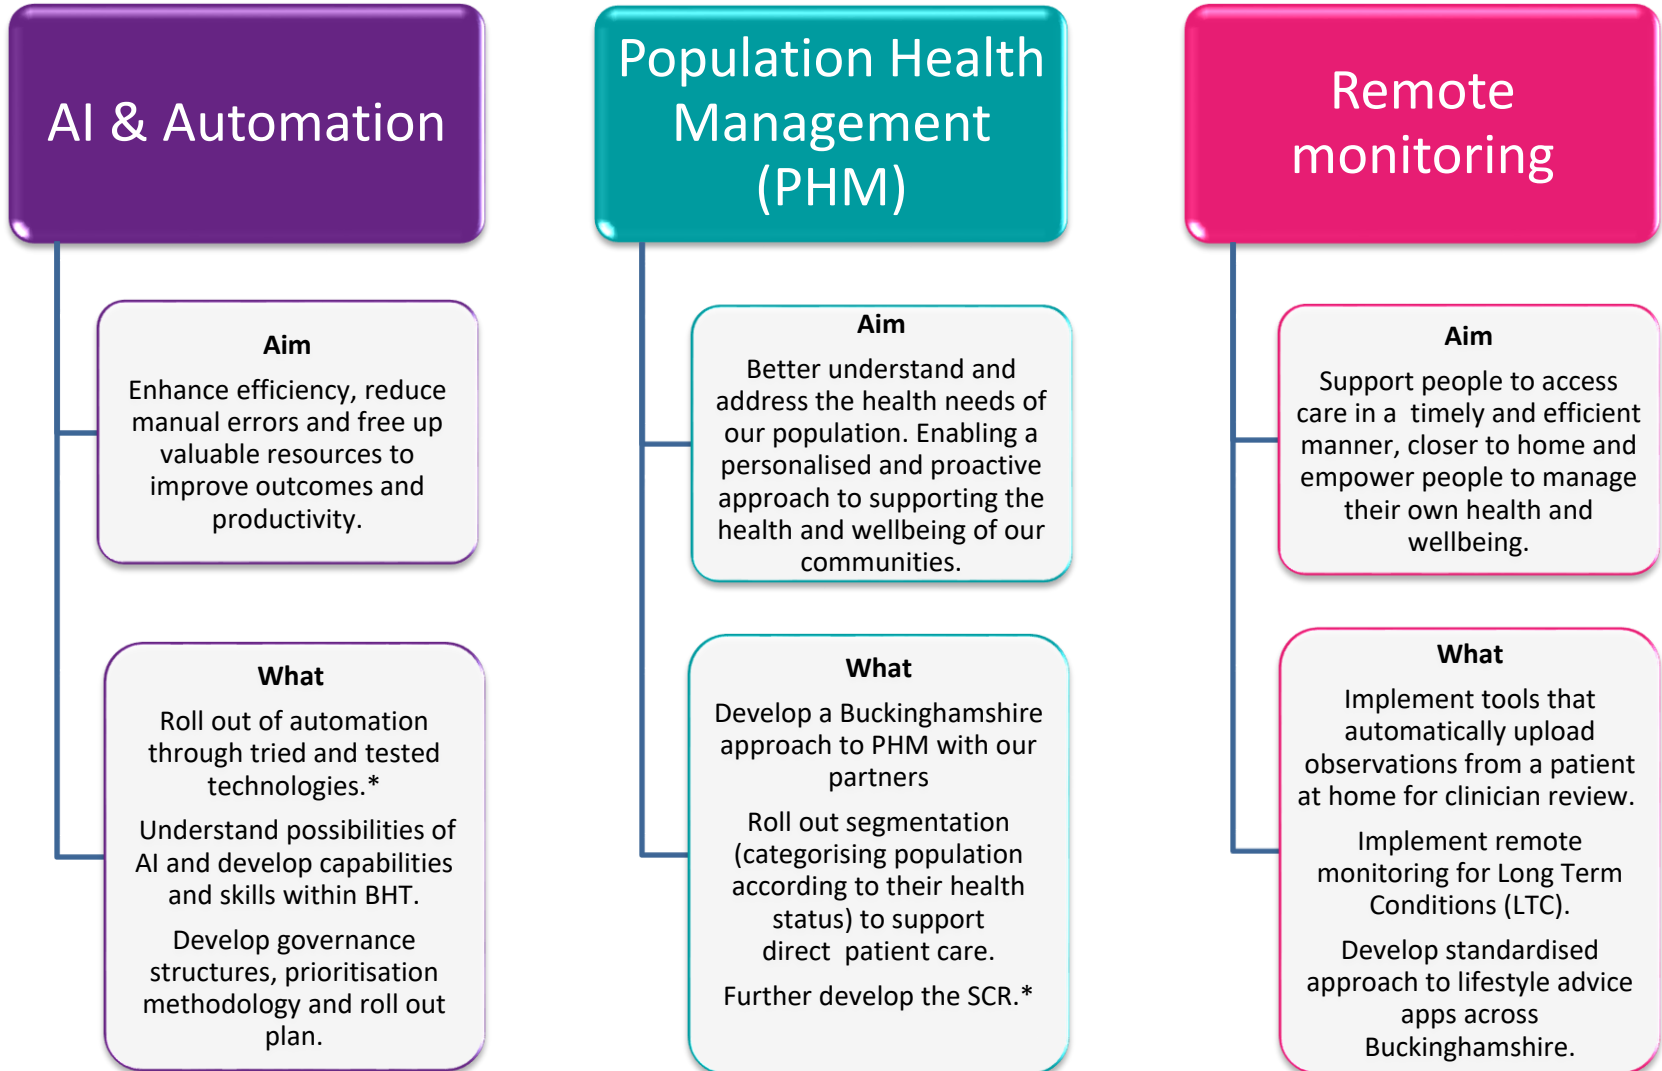 AI & Automation
Aim
Enhance efficiency, reduce
manual errors and free up
valuable resources to
improve outcomes and
productivity.
What
Roll out of automation
through tried and tested
technologies.*
Understand possibilities of
AI and develop capabilities
and skills within BHT.
Develop governance
structures, prioritisation
methodology and roll out
plan.
Population Health
Management
(PHM)
Aim
Better understand and
address the health needs of
our population. Enabling a
personalised and proactive
approach to supporting the
health and wellbeing of our
communities.
What
Develop a Buckinghamshire
approach to PHM with our
partners
Roll out segmentation
(categorising population
according to their health
status) to support
direct patient care.
Further develop the SCR.*
Remote
monitoring
Aim
Support people to access
care in a timely and efficient
manner, closer to home and
empower people to manage
their own health and
wellbeing.
What
Implement tools that
automatically upload
observations from a patient
at home for clinician review.
Implement remote
monitoring for Long Term
Conditions (LTC).
Develop standardised
approach to lifestyle advice
apps across
Buckinghamshire.